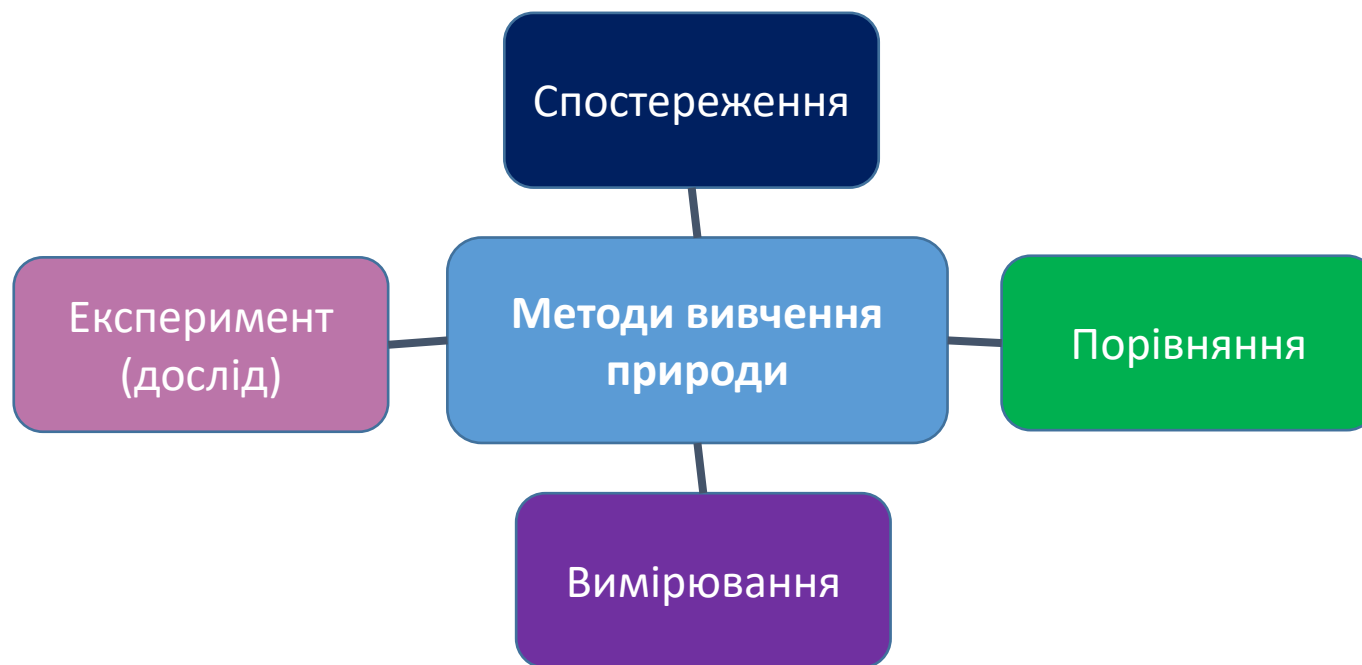 Спостереження
Експеримент
(дослід)
Методи вивчення
природи
Порівняння
Вимірювання